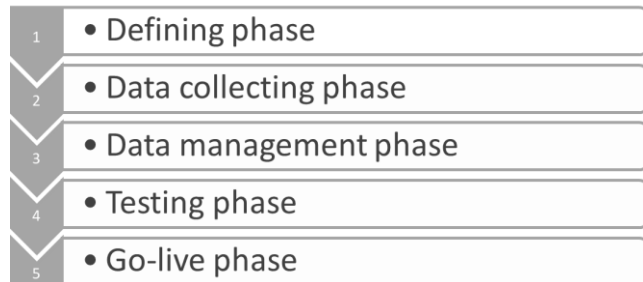 1 • Defining phase
2 • Data collecting phase
3 • Data management phase
4 • Testing phase
5 • Go-live phase